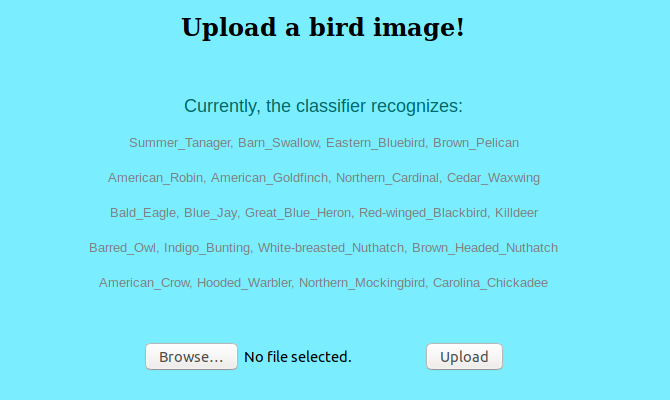 Upload a bird image!
Currently, the classifier recognizes:
Summer_Tanager, Barn_Swallow, Eastern_Bluebird, Brown_Pelican
American_Robin, American_Goldfinch, Northern_Cardinal, Cedar_Waxwing
Bald_Eagle, Blue_Jay, Great_Blue_Heron, Red-winged_Blackbird, Killdeer
Barred_Owl, Indigo_Bunting, White-breasted_Nuthatch, Brown_Headed_Nuthatch
American_Crow, Hooded_Warbler, Northern_Mockingbird, Carolina_Chickadee
Browse... No file selected. Upload